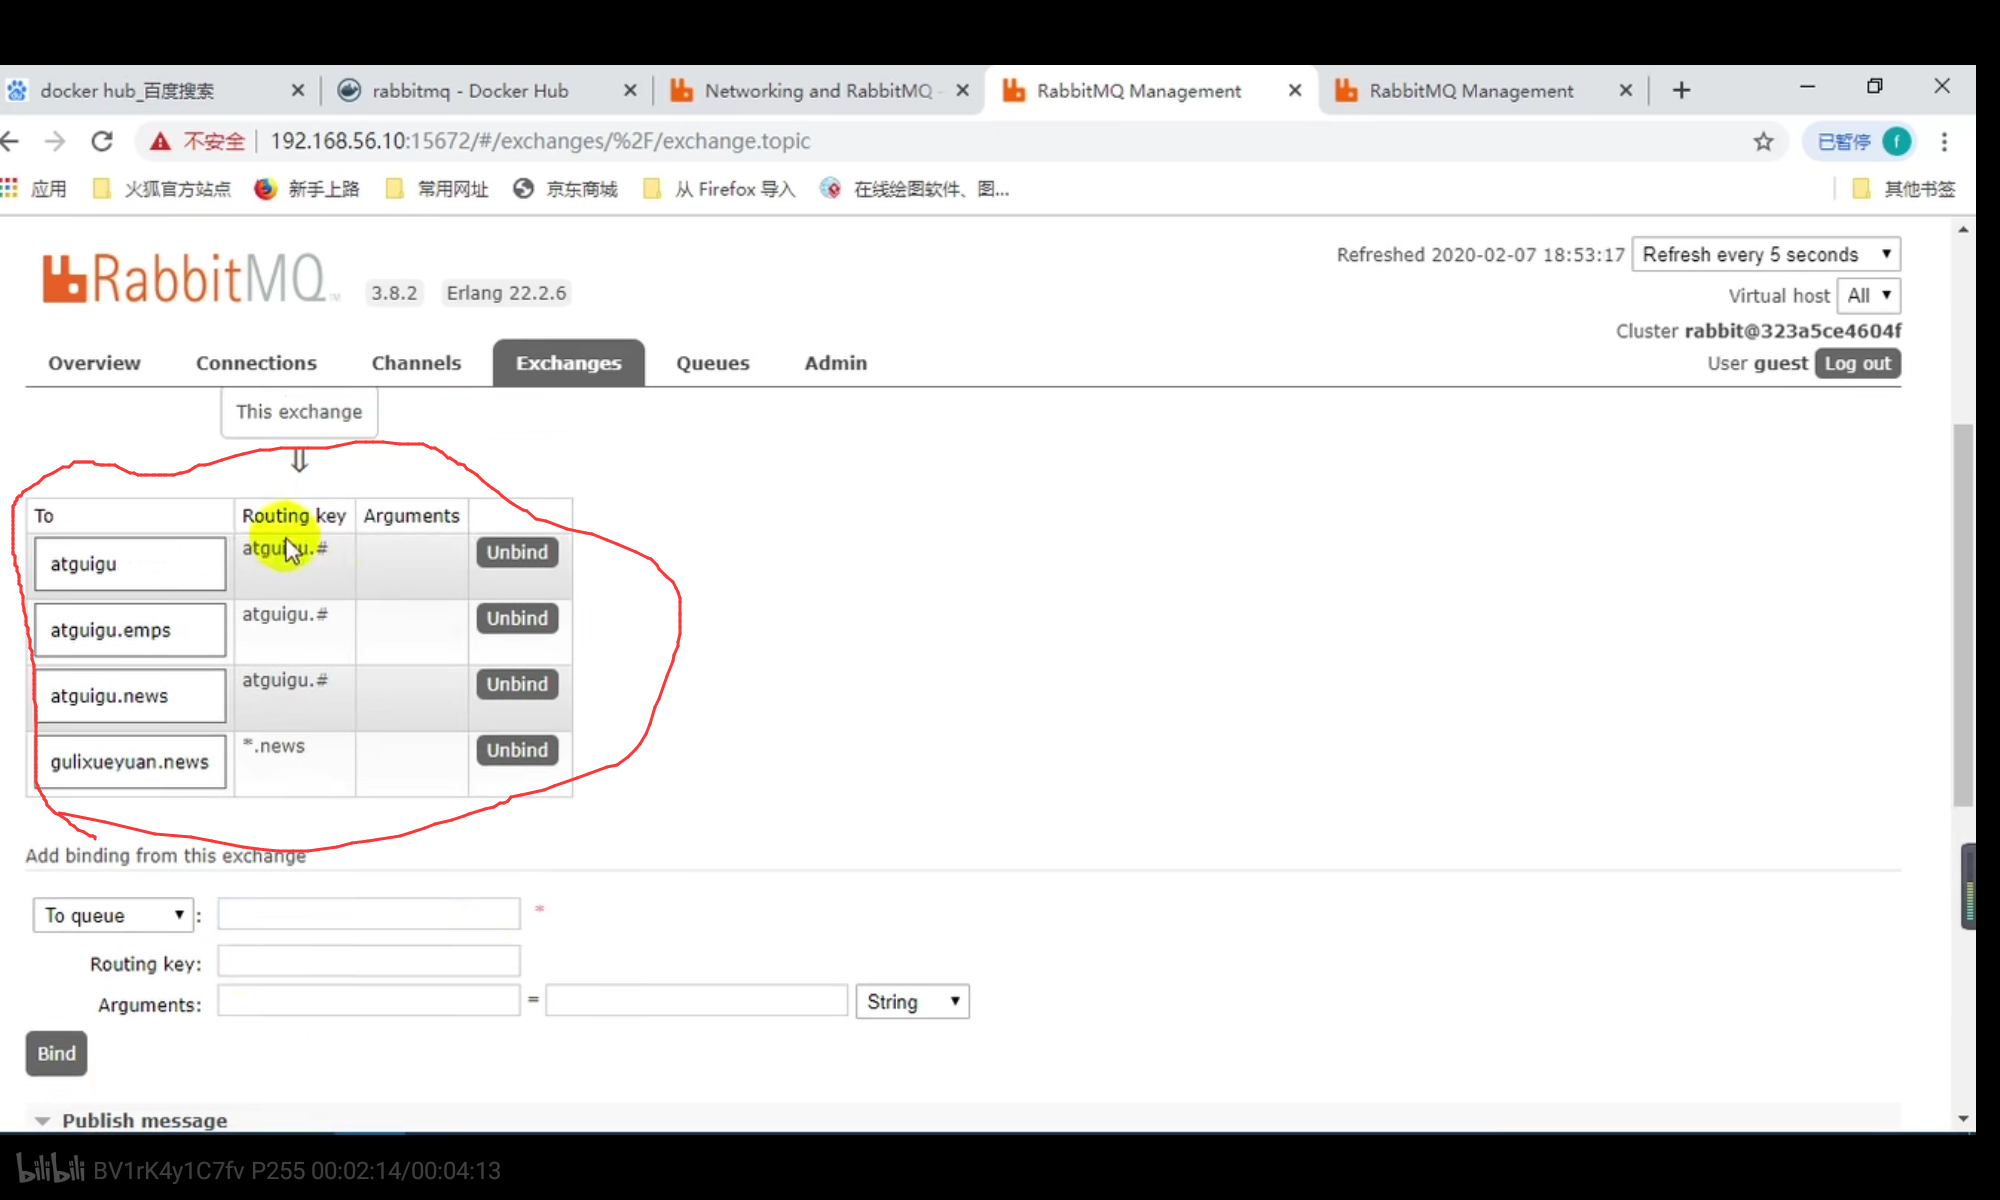 docker hub_百度搜索 rabbitmq - Docker Hub Networking and RabbitMQ - RabbitMQ Management RabbitMQ Management
不安全 192.168.56.10:15672/#/exchanges/%2F/exchange.topic 已暂停 f
应用 火狐官方站点 新手上路 常用网址 京东商城 从 Firefox 导入 在线绘图软件、图... 其他书签
RabbitMQ TM 3.8.2 Erlang 22.2.6
Refreshed 2020-02-07 18:53:17 Refresh every 5 seconds
Virtual host All
Cluster rabbit@323a5ce4604f
User guest Log out
Overview Connections Channels Exchanges Queues Admin
This exchange
⇓
To Routing key Arguments
atguigu atguigu.# Unbind
atguigu.emps atguigu.# Unbind
atguigu.news atguigu.# Unbind
gulixueyuan.news *.news Unbind
Add binding from this exchange
To queue : *
Routing key:
Arguments: = String
Bind
Publish message
bilibili BV1rK4y1C7fv P255 00:02:14/00:04:13